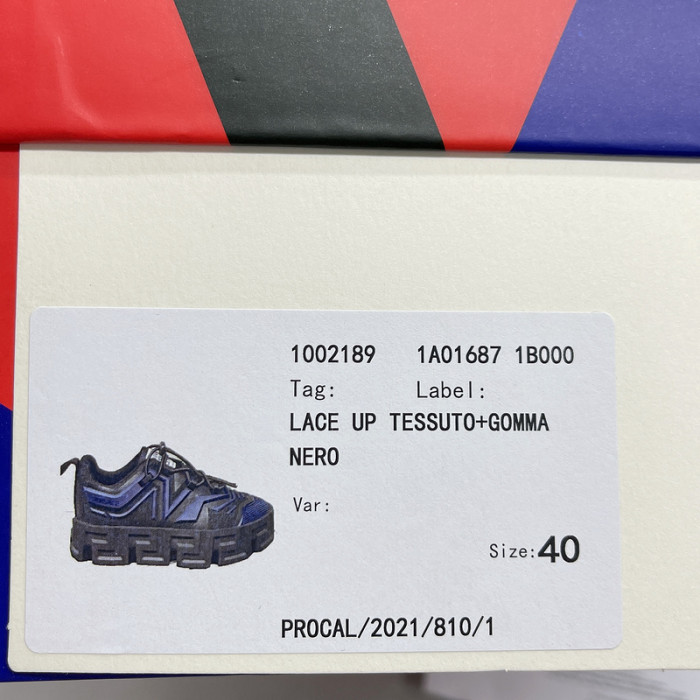 1002189 1A01687 1B000
Tag: Label:
LACE UP TESSUTO+GOMMA
NERO
Var:
Size:40
PROCAL/2021/810/1